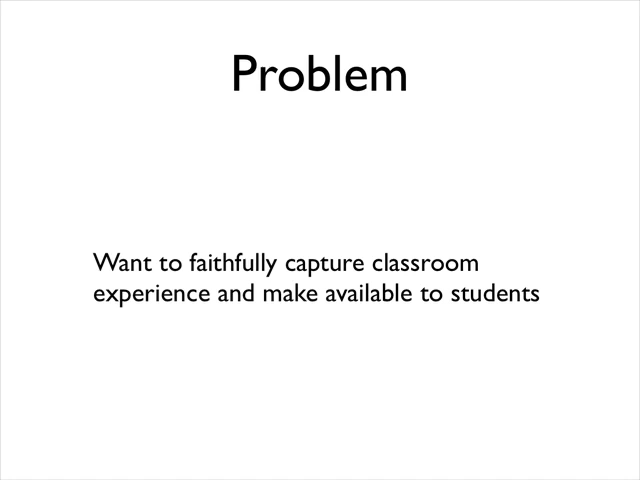 Problem
Want to faithfully capture classroom
experience and make available to students